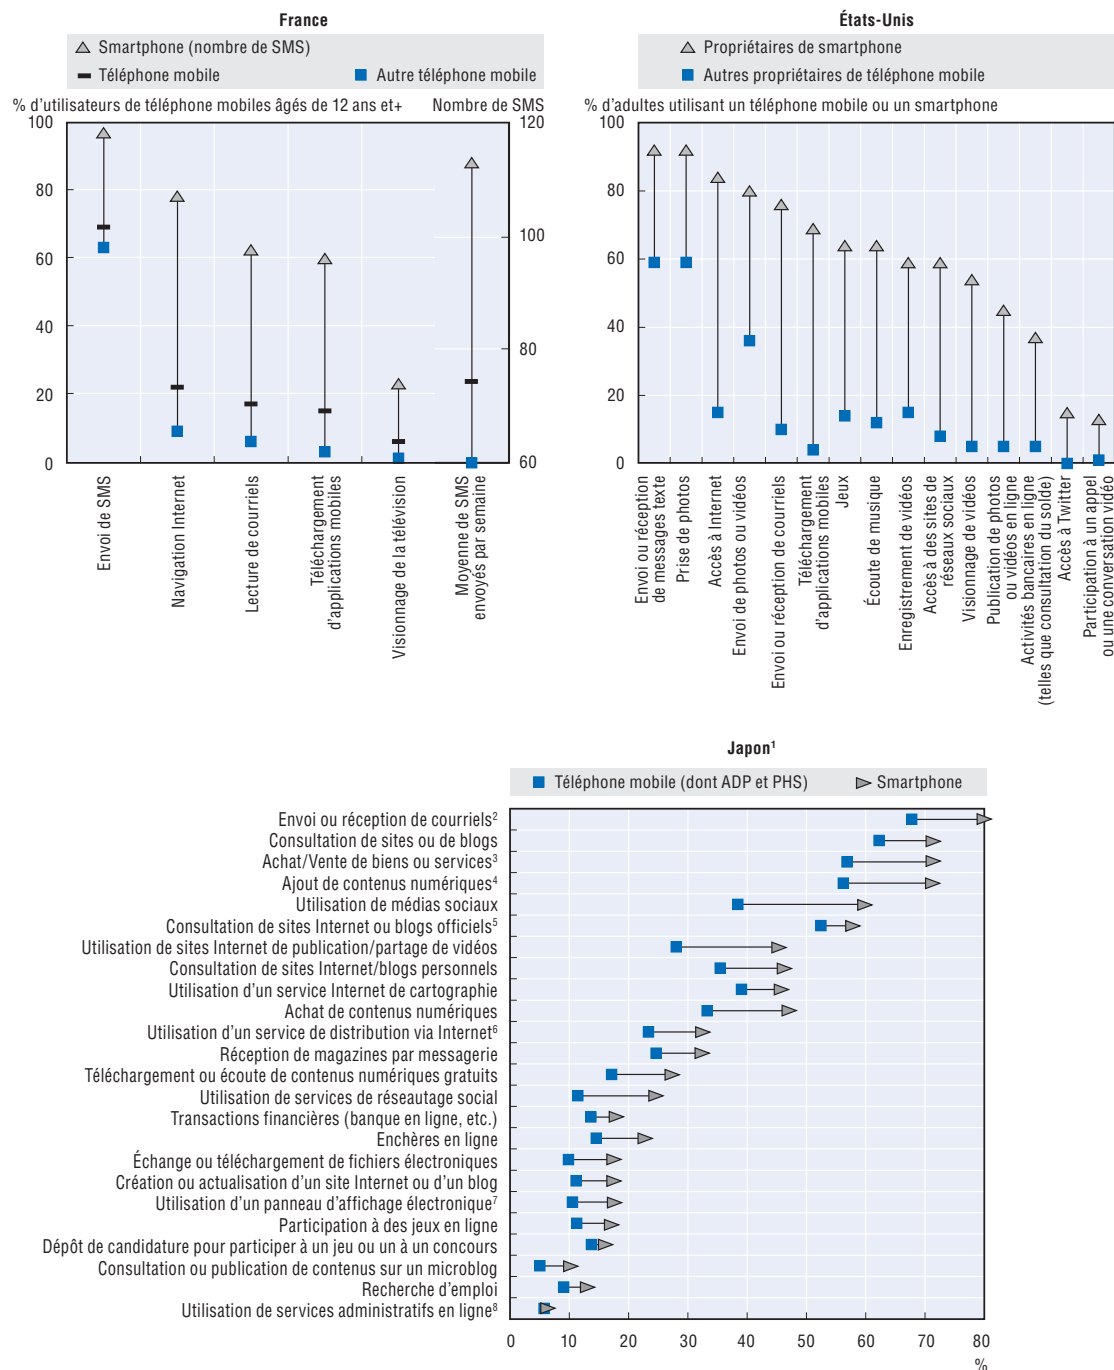 France
Smartphone (nombre de SMS)
Téléphone mobile
Autre téléphone mobile
% d'utilisateurs de téléphone mobiles âgés de 12 ans et+
Nombre de SMS
100
80
60
40
20
0
120
100
80
60
Envoi de SMS
Navigation Internet
Lecture de courriels
Téléchargement
d'applications mobiles
Visionnage de la télévision
Moyenne de SMS
envoyés par semaine
États-Unis
Propriétaires de smartphone
Autres propriétaires de téléphone mobile
% d'adultes utilisant un téléphone mobile ou un smartphone
100
80
60
40
20
0
Envoi ou réception
de messages texte
Prise de photos
Accès à Internet
Envoi de photos ou vidéos
Envoi ou réception de courriels
Téléchargement
d'applications mobiles
Jeux
Écoute de musique
Enregistrement de vidéos
Accès à des sites de
réseaux sociaux
Visionnage de vidéos
Publication de photos
ou vidéos en ligne
Activités bancaires en ligne
(telles que consultation du solde)
Accès à Twitter
Participation à un appel
ou une conversation vidéo
Japon¹
Téléphone mobile (dont ADP et PHS)
Smartphone
Envoi ou réception de courriels²
Consultation de sites ou de blogs
Achat/Vente de biens ou services³
Ajout de contenus numériques⁴
Utilisation de médias sociaux
Consultation de sites Internet ou blogs officiels⁵
Utilisation de sites Internet de publication/partage de vidéos
Consultation de sites Internet/blogs personnels
Utilisation d'un service Internet de cartographie
Achat de contenus numériques
Utilisation d'un service de distribution via Internet⁶
Réception de magazines par messagerie
Téléchargement ou écoute de contenus numériques gratuits
Utilisation de services de réseautage social
Transactions financières (banque en ligne, etc.)
Enchères en ligne
Échange ou téléchargement de fichiers électroniques
Création ou actualisation d'un site Internet ou d'un blog
Utilisation d'un panneau d'affichage électronique⁷
Participation à des jeux en ligne
Dépôt de candidature pour participer à un jeu ou un à un concours
Consultation ou publication de contenus sur un microblog
Recherche d'emploi
Utilisation de services administratifs en ligne⁸
0 10 20 30 40 50 60 70 80
%